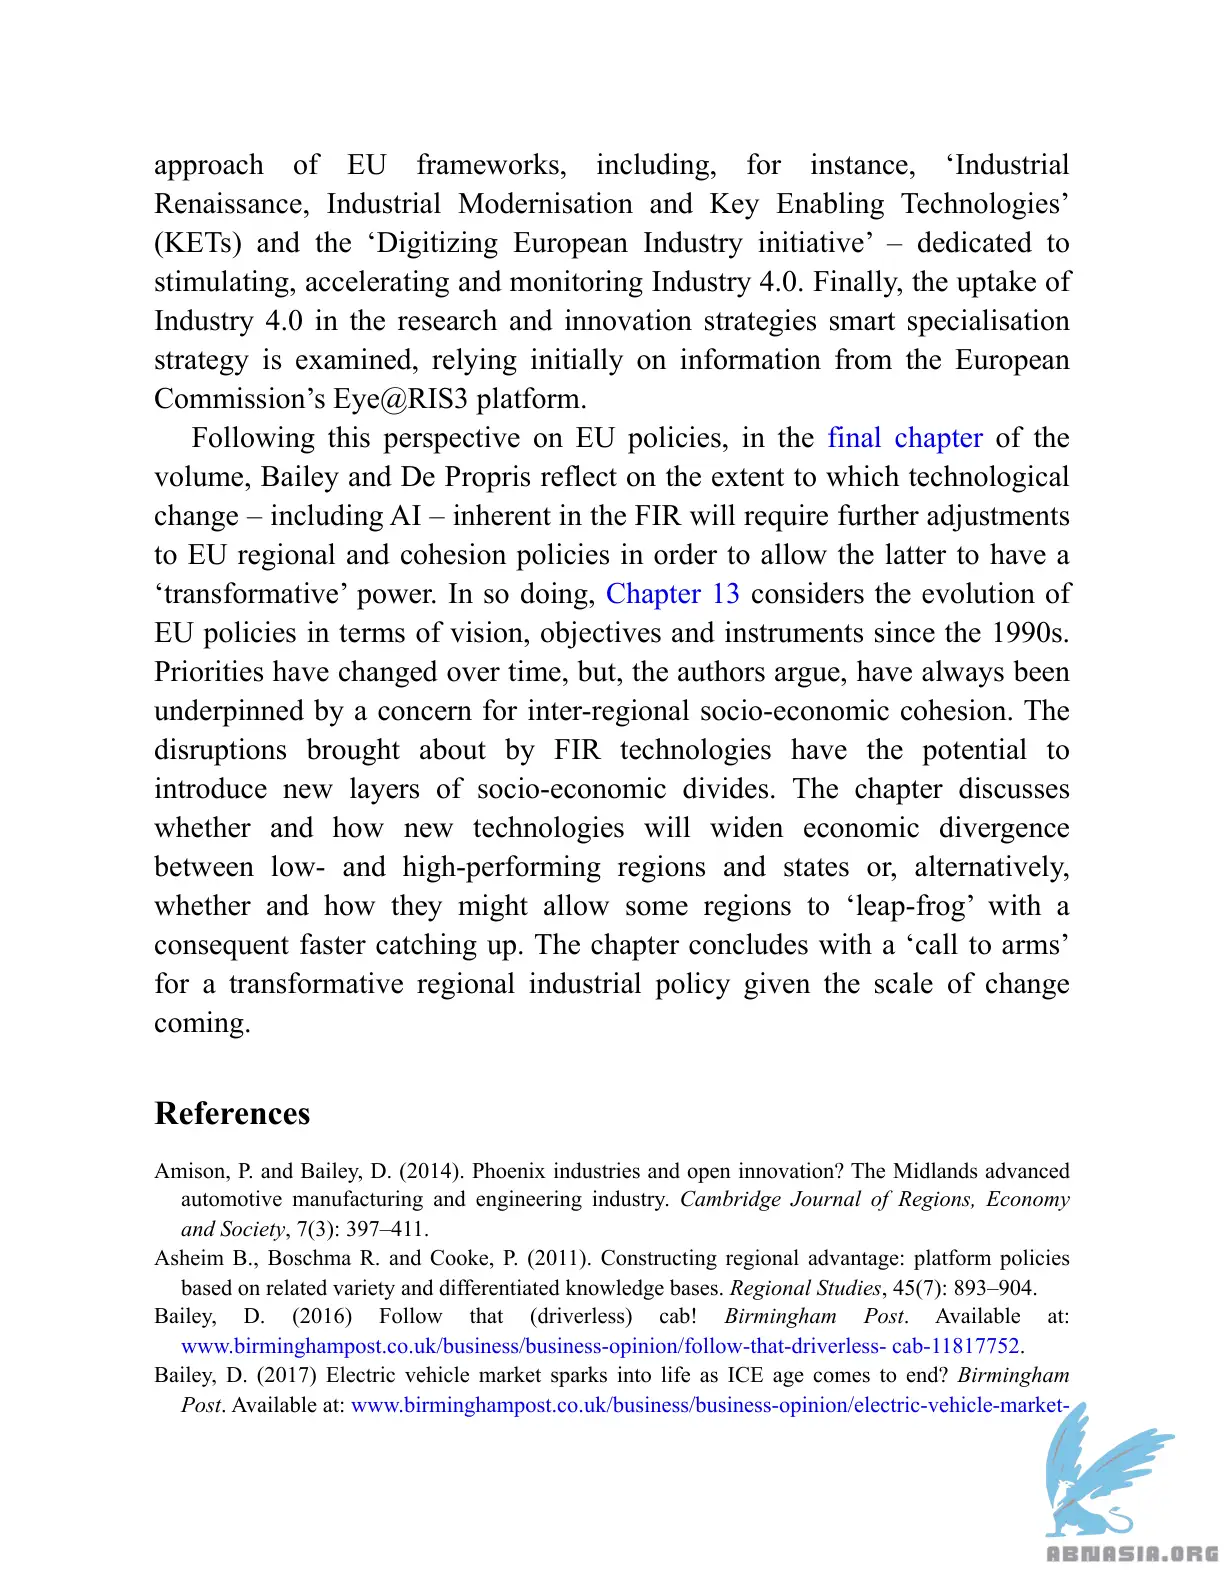 approach of EU frameworks, including, for instance, ‘Industrial
Renaissance, Industrial Modernisation and Key Enabling Technologies’
(KETs) and the ‘Digitizing European Industry initiative’ – dedicated to
stimulating, accelerating and monitoring Industry 4.0. Finally, the uptake of
Industry 4.0 in the research and innovation strategies smart specialisation
strategy is examined, relying initially on information from the European
Commission’s Eye@RIS3 platform.
Following this perspective on EU policies, in the final chapter of the
volume, Bailey and De Propris reflect on the extent to which technological
change – including AI – inherent in the FIR will require further adjustments
to EU regional and cohesion policies in order to allow the latter to have a
‘transformative’ power. In so doing, Chapter 13 considers the evolution of
EU policies in terms of vision, objectives and instruments since the 1990s.
Priorities have changed over time, but, the authors argue, have always been
underpinned by a concern for inter-regional socio-economic cohesion. The
disruptions brought about by FIR technologies have the potential to
introduce new layers of socio-economic divides. The chapter discusses
whether and how new technologies will widen economic divergence
between low- and high-performing regions and states or, alternatively,
whether and how they might allow some regions to ‘leap-frog’ with a
consequent faster catching up. The chapter concludes with a ‘call to arms’
for a transformative regional industrial policy given the scale of change
coming.
References
Amison, P. and Bailey, D. (2014). Phoenix industries and open innovation? The Midlands advanced
automotive manufacturing and engineering industry. Cambridge Journal of Regions, Economy
and Society, 7(3): 397–411.
Asheim B., Boschma R. and Cooke, P. (2011). Constructing regional advantage: platform policies
based on related variety and differentiated knowledge bases. Regional Studies, 45(7): 893–904.
Bailey, D. (2016) Follow that (driverless) cab! Birmingham Post. Available at:
www.birminghampost.co.uk/business/business-opinion/follow-that-driverless- cab-11817752.
Bailey, D. (2017) Electric vehicle market sparks into life as ICE age comes to end? Birmingham
Post. Available at: www.birminghampost.co.uk/business/business-opinion/electric-vehicle-market-
ABNASIA.ORG